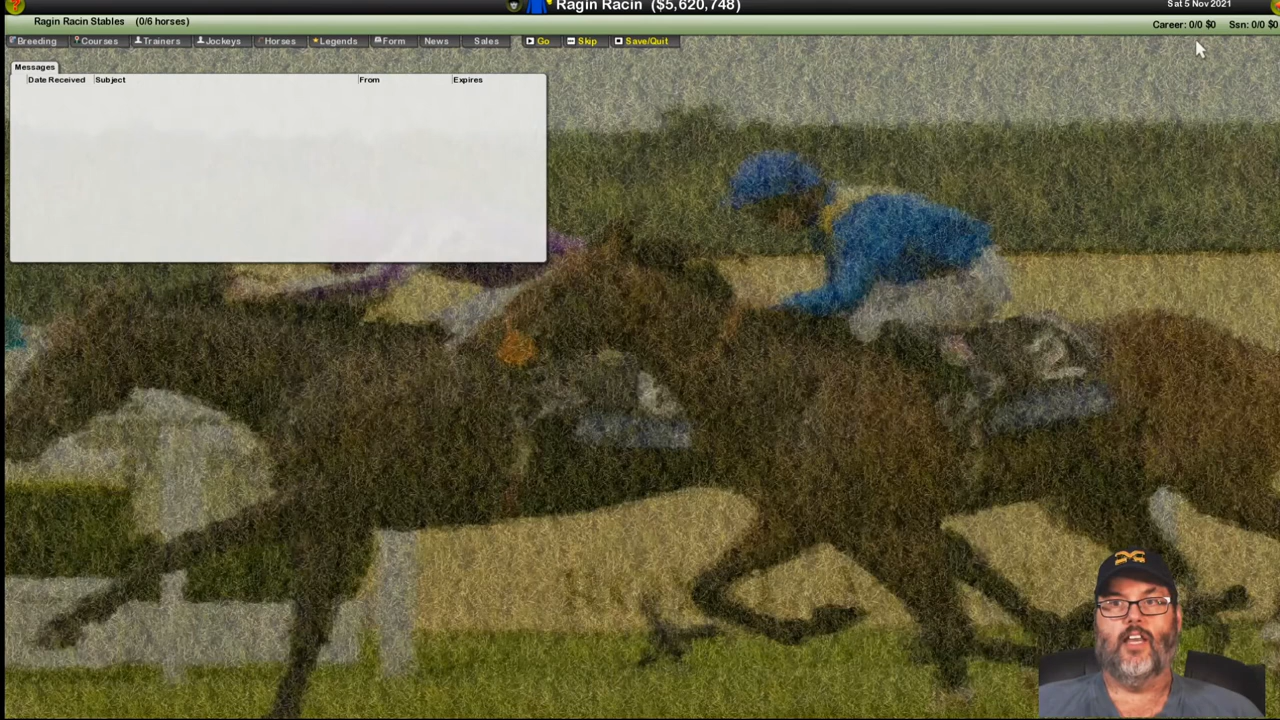 Ragin Racin ($5,620,748)
Sat 5 Nov 2021
Ragin Racin Stables (0/6 horses)
Career: 0/0 $0 Ssn: 0/0 $0
Breeding Courses Trainers Jockeys Horses Legends Form News Sales Go Skip Save/Quit
Messages
Date Received Subject From Expires